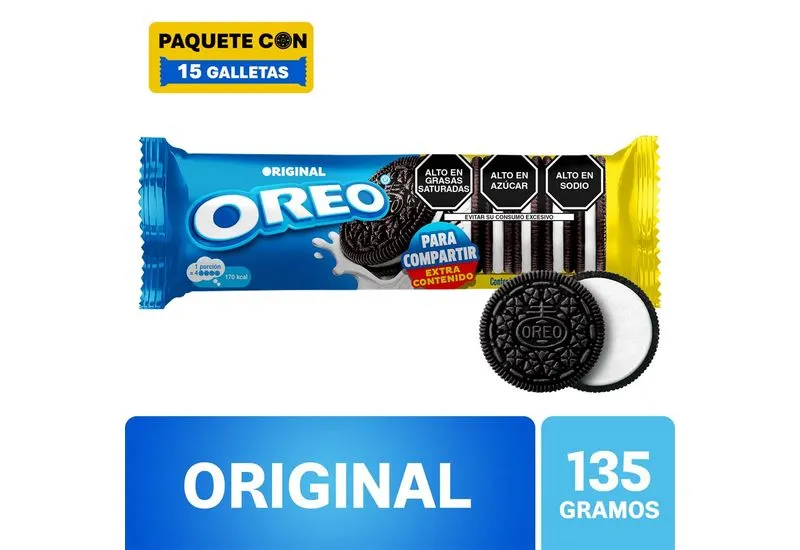 PAQUETE CON
15 GALLETAS
ORIGINAL
OREO
ALTO EN
GRASAS
SATURADAS
ALTO EN
AZÚCAR
ALTO EN
SODIO
EVITAR SU CONSUMO EXCESIVO
PARA
COMPARTIR
EXTRA
CONTENIDO
1 porción
= 4
170 kcal
OREO
ORIGINAL
135
GRAMOS